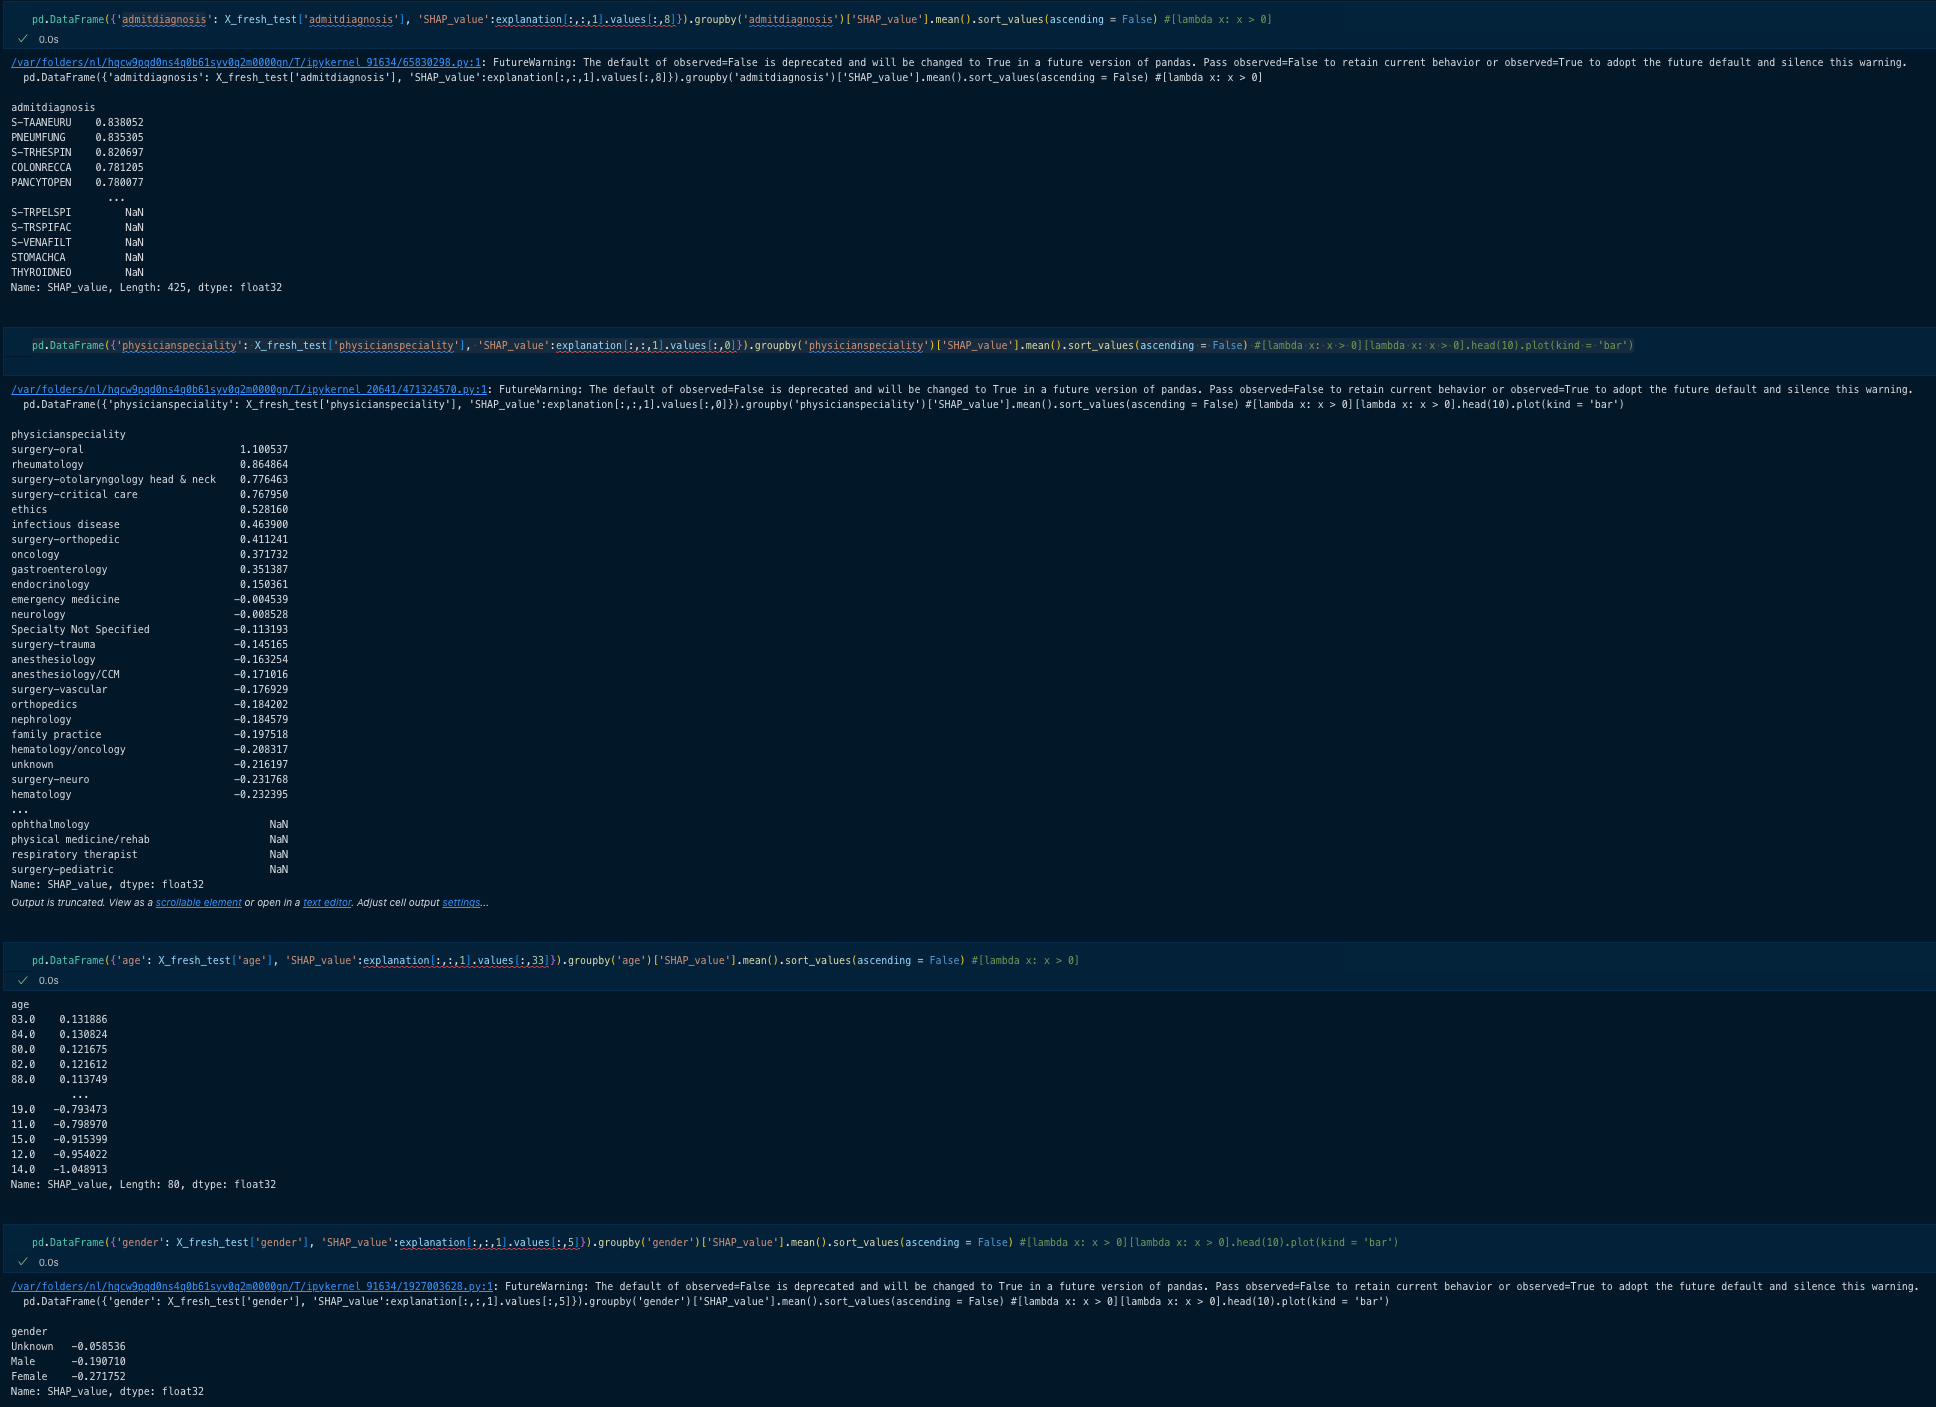 pd.DataFrame({'admitdiagnosis': X_fresh_test['admitdiagnosis'], 'SHAP_value':explanation[:,:,1].values[:,8]}).groupby('admitdiagnosis')['SHAP_value'].mean().sort_values(ascending = False) #[lambda x: x > 0]
✓ 0.0s
/var/folders/nl/hqcw9pqd0ns4q0b61syv0q2m0000gn/T/ipykernel_91634/65830298.py:1: FutureWarning: The default of observed=False is deprecated and will be changed to True in a future version of pandas. Pass observed=False to retain current behavior or observed=True to adopt the future default and silence this warning.
pd.DataFrame({'admitdiagnosis': X_fresh_test['admitdiagnosis'], 'SHAP_value':explanation[:,:,1].values[:,8]}).groupby('admitdiagnosis')['SHAP_value'].mean().sort_values(ascending = False) #[lambda x: x > 0]
admitdiagnosis
S-TAANEURU 0.838052
PNEUMFUNG 0.835305
S-TRHESPIN 0.820697
COLONRECCA 0.781205
PANCYTOPEN 0.780077
...
S-TRPELSPI NaN
S-TRSPIFAC NaN
S-VENAFILT NaN
STOMACHCA NaN
THYROIDNEO NaN
Name: SHAP_value, Length: 425, dtype: float32
pd.DataFrame({'physicianspeciality': X_fresh_test['physicianspeciality'], 'SHAP_value':explanation[:,:,1].values[:,0]}).groupby('physicianspeciality')['SHAP_value'].mean().sort_values(ascending = False) #[lambda x: x > 0][lambda x: x > 0].head(10).plot(kind = 'bar')
/var/folders/nl/hqcw9pqd0ns4q0b61syv0q2m0000gn/T/ipykernel_20641/471324570.py:1: FutureWarning: The default of observed=False is deprecated and will be changed to True in a future version of pandas. Pass observed=False to retain current behavior or observed=True to adopt the future default and silence this warning.
pd.DataFrame({'physicianspeciality': X_fresh_test['physicianspeciality'], 'SHAP_value':explanation[:,:,1].values[:,0]}).groupby('physicianspeciality')['SHAP_value'].mean().sort_values(ascending = False) #[lambda x: x > 0][lambda x: x > 0].head(10).plot(kind = 'bar')
physicianspeciality
surgery-oral 1.100537
rheumatology 0.864864
surgery-otolaryngology head & neck 0.776463
surgery-critical care 0.767950
ethics 0.528160
infectious disease 0.463900
surgery-orthopedic 0.411241
oncology 0.371732
gastroenterology 0.351387
endocrinology 0.150361
emergency medicine -0.004539
neurology -0.008528
Specialty Not Specified -0.113193
surgery-trauma -0.145165
anesthesiology -0.163254
anesthesiology/CCM -0.171016
surgery-vascular -0.176929
orthopedics -0.184202
nephrology -0.184579
family practice -0.197518
hematology/oncology -0.208317
unknown -0.216197
surgery-neuro -0.231768
hematology -0.232395
...
ophthalmology NaN
physical medicine/rehab NaN
respiratory therapist NaN
surgery-pediatric NaN
Name: SHAP_value, dtype: float32
Output is truncated. View as a scrollable element or open in a text editor. Adjust cell output settings...
pd.DataFrame({'age': X_fresh_test['age'], 'SHAP_value':explanation[:,:,1].values[:,33]}).groupby('age')['SHAP_value'].mean().sort_values(ascending = False) #[lambda x: x > 0]
✓ 0.0s
age
83.0 0.131886
84.0 0.130824
80.0 0.121675
82.0 0.121612
88.0 0.113749
...
19.0 -0.793473
11.0 -0.798970
15.0 -0.915399
12.0 -0.954022
14.0 -1.048913
Name: SHAP_value, Length: 80, dtype: float32
pd.DataFrame({'gender': X_fresh_test['gender'], 'SHAP_value':explanation[:,:,1].values[:,5]}).groupby('gender')['SHAP_value'].mean().sort_values(ascending = False) #[lambda x: x > 0][lambda x: x > 0].head(10).plot(kind = 'bar')
✓ 0.0s
/var/folders/nl/hqcw9pqd0ns4q0b61syv0q2m0000gn/T/ipykernel_91634/1927003628.py:1: FutureWarning: The default of observed=False is deprecated and will be changed to True in a future version of pandas. Pass observed=False to retain current behavior or observed=True to adopt the future default and silence this warning.
pd.DataFrame({'gender': X_fresh_test['gender'], 'SHAP_value':explanation[:,:,1].values[:,5]}).groupby('gender')['SHAP_value'].mean().sort_values(ascending = False) #[lambda x: x > 0][lambda x: x > 0].head(10).plot(kind = 'bar')
gender
Unknown -0.058536
Male -0.190710
Female -0.271752
Name: SHAP_value, dtype: float32